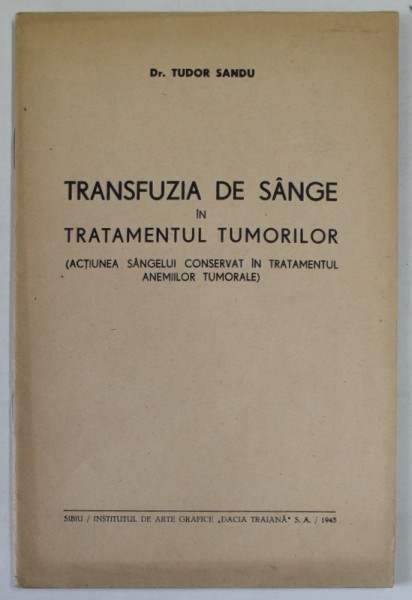 Dr. TUDOR SANDU
TRANSFUZIA DE SÂNGE
ÎN
TRATAMENTUL TUMORILOR
(ACȚIUNEA SÂNGELUI CONSERVAT ÎN TRATAMENTUL
ANEMIILOR TUMORALE)
SIBIU / INSTITUTUL DE ARTE GRAFICE „DACIA TRAIANĂ" S. A. / 1945